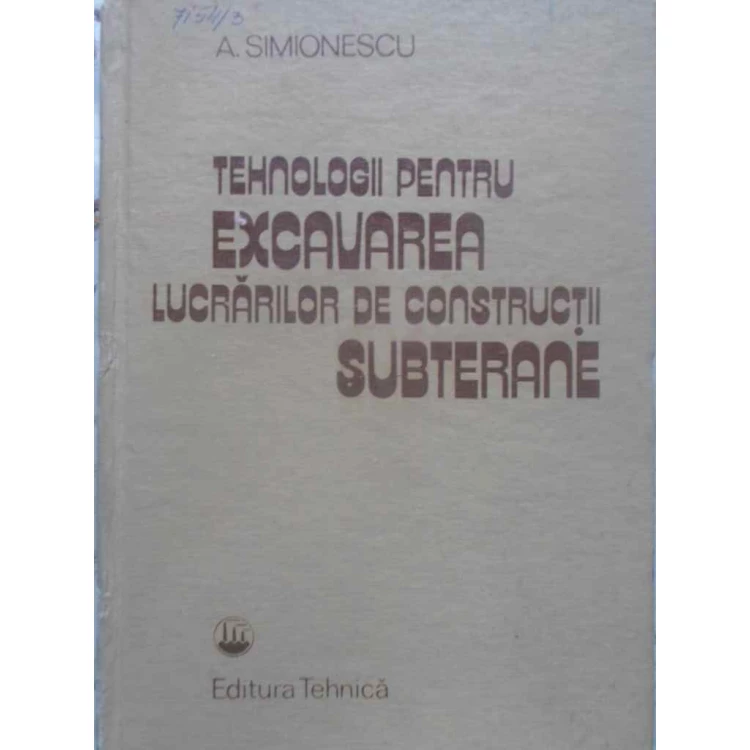 A. SIMIONESCU
TEHNOLOGII PENTRU
EXCAVAREA
LUCRĂRILOR DE CONSTRUCȚII
SUBTERANE
Editura Tehnică